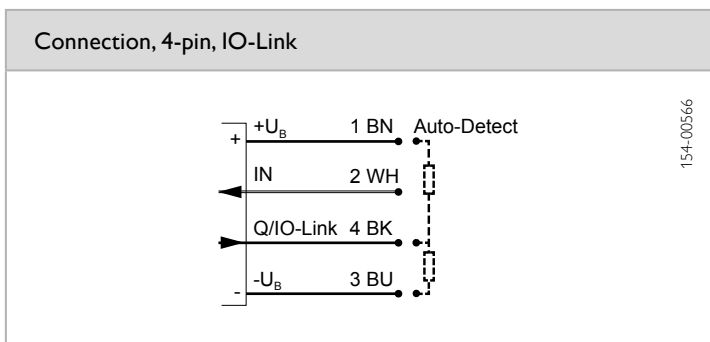 Connection, 4-pin, IO-Link
+ +U_B 1 BN Auto-Detect
IN 2 WH
Q/IO-Link 4 BK
- -U_B 3 BU
154-00566